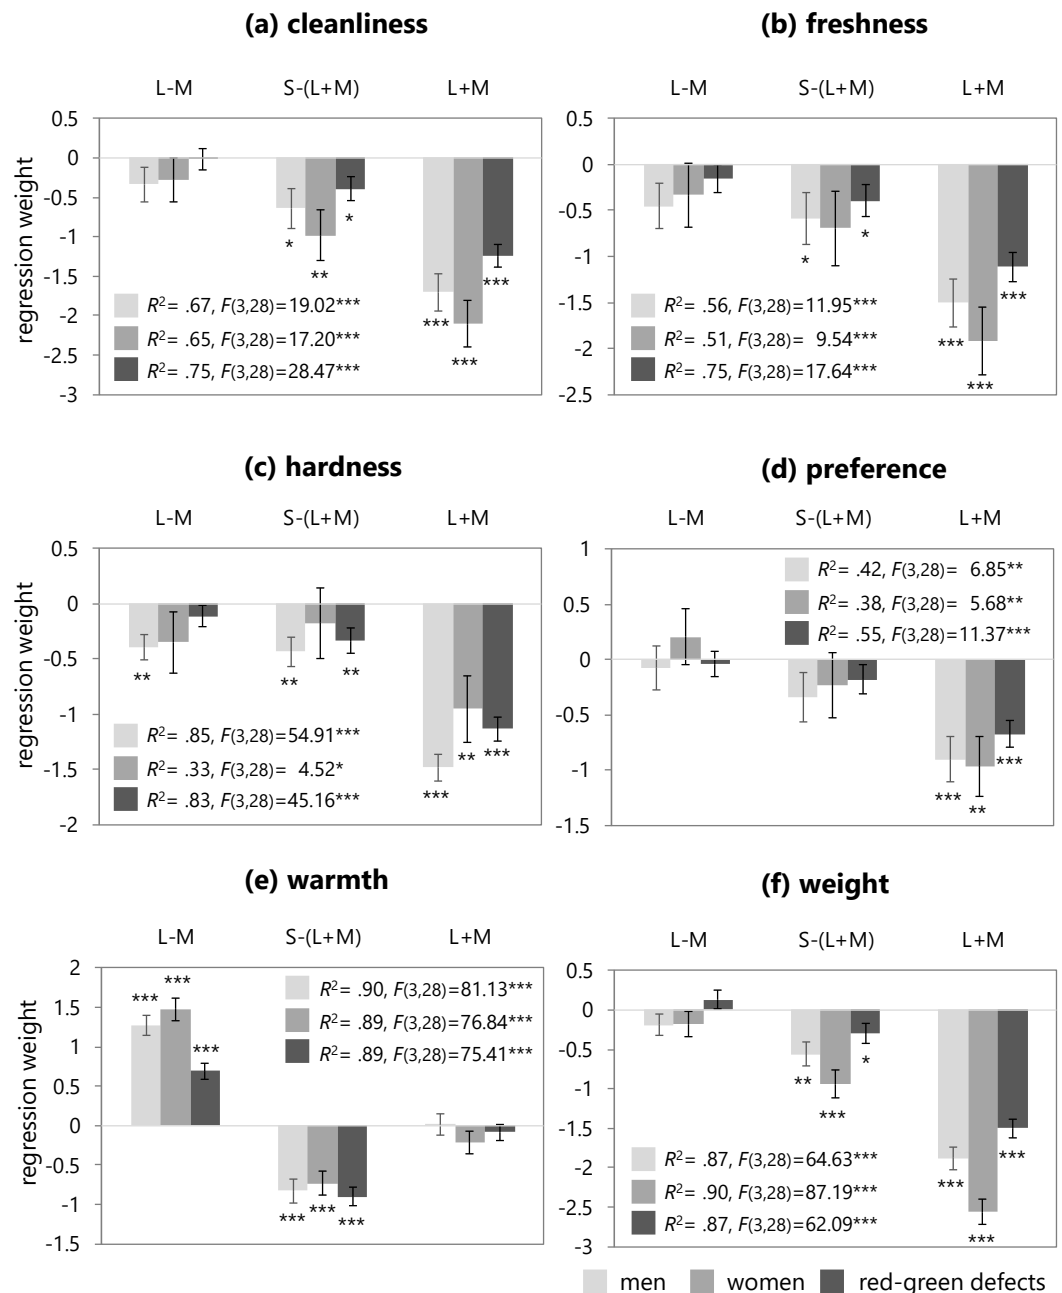 (a) cleanliness
L-M S-(L+M) L+M
regression weight
0.5
0
-0.5
-1
-1.5
-2
-2.5
-3
* ** *
*** *** ***
R²= .67, F(3,28)=19.02***
R²= .65, F(3,28)=17.20***
R²= .75, F(3,28)=28.47***
(b) freshness
L-M S-(L+M) L+M
0.5
0
-0.5
-1
-1.5
-2
-2.5
* *
*** *** ***
R²= .56, F(3,28)=11.95***
R²= .51, F(3,28)= 9.54***
R²= .75, F(3,28)=17.64***
(c) hardness
L-M S-(L+M) L+M
regression weight
0.5
0
-0.5
-1
-1.5
-2
** ** **
*** ** ***
R²= .85, F(3,28)=54.91***
R²= .33, F(3,28)= 4.52*
R²= .83, F(3,28)=45.16***
(d) preference
L-M S-(L+M) L+M
1
0.5
0
-0.5
-1
-1.5
R²= .42, F(3,28)= 6.85**
R²= .38, F(3,28)= 5.68**
R²= .55, F(3,28)=11.37***
*** ** ***
(e) warmth
L-M S-(L+M) L+M
regression weight
2
1.5
1
0.5
0
-0.5
-1
-1.5
*** *** ***
R²= .90, F(3,28)=81.13***
R²= .89, F(3,28)=76.84***
R²= .89, F(3,28)=75.41***
*** *** ***
(f) weight
L-M S-(L+M) L+M
0.5
0
-0.5
-1
-1.5
-2
-2.5
-3
** *** *
*** *** ***
R²= .87, F(3,28)=64.63***
R²= .90, F(3,28)=87.19***
R²= .87, F(3,28)=62.09***
men women red-green defects